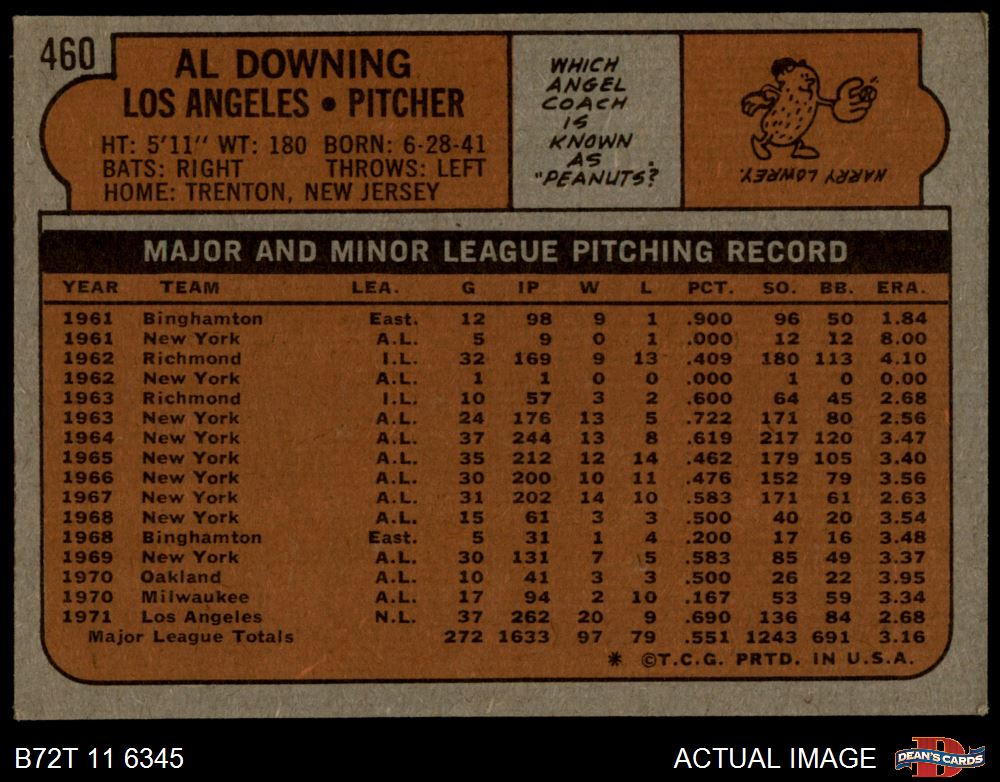 460
AL DOWNING
LOS ANGELES • PITCHER
HT: 5'11" WT: 180 BORN: 6-28-41
BATS: RIGHT THROWS: LEFT
HOME: TRENTON, NEW JERSEY
WHICH
ANGEL
COACH
IS
KNOWN
AS
"PEANUTS?
HARRY LOWREY.
MAJOR AND MINOR LEAGUE PITCHING RECORD
YEAR TEAM LEA. G IP W L PCT. SO. BB. ERA.
1961 Binghamton East. 12 98 9 1 .900 96 50 1.84
1961 New York A.L. 5 9 0 1 .000 12 12 8.00
1962 Richmond I.L. 32 169 9 13 .409 180 113 4.10
1962 New York A.L. 1 1 0 0 .000 1 0 0.00
1963 Richmond I.L. 10 57 3 2 .600 64 45 2.68
1963 New York A.L. 24 176 13 5 .722 171 80 2.56
1964 New York A.L. 37 244 13 8 .619 217 120 3.47
1965 New York A.L. 35 212 12 14 .462 179 105 3.40
1966 New York A.L. 30 200 10 11 .476 152 79 3.56
1967 New York A.L. 31 202 14 10 .583 171 61 2.63
1968 New York A.L. 15 61 3 3 .500 40 20 3.54
1968 Binghamton East. 5 31 1 4 .200 17 16 3.48
1969 New York A.L. 30 131 7 5 .583 85 49 3.37
1970 Oakland A.L. 10 41 3 3 .500 26 22 3.95
1970 Milwaukee A.L. 17 94 2 10 .167 53 59 3.34
1971 Los Angeles N.L. 37 262 20 9 .690 136 84 2.68
Major League Totals 272 1633 97 79 .551 1243 691 3.16
* ©T.C.G. PRTD. IN U.S.A.
B72T 11 6345
ACTUAL IMAGE
D
DEAN'S CARDS